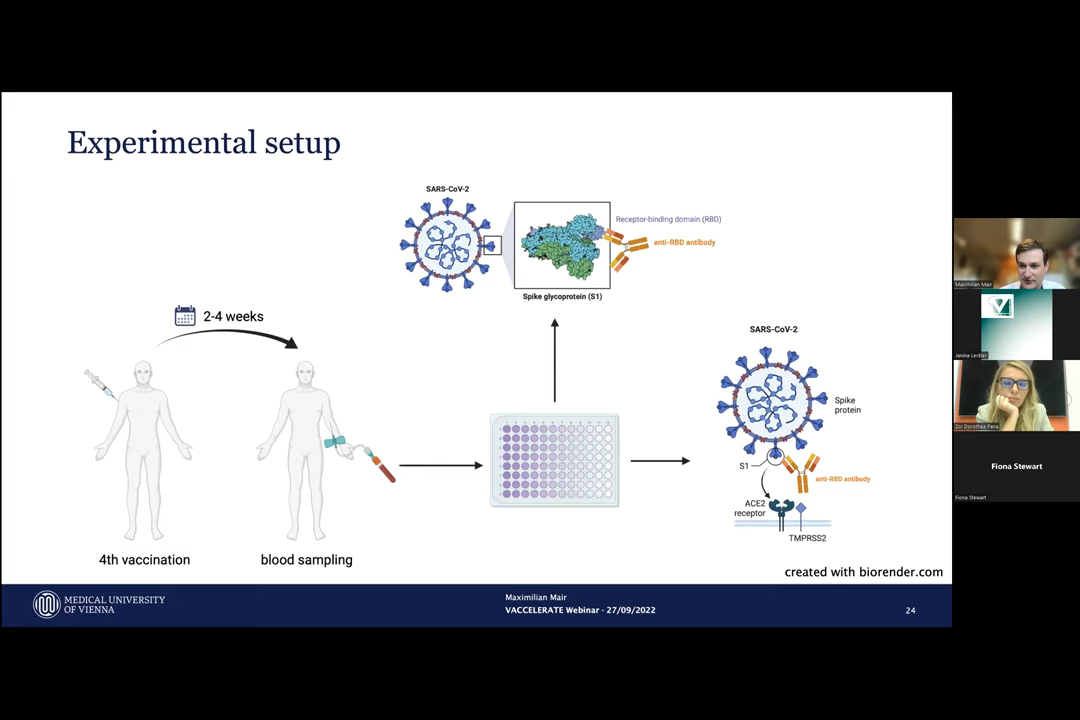 Experimental setup
SARS-CoV-2
Receptor-binding domain (RBD)
anti-RBD antibody
Spike glycoprotein (S1)
2-4 weeks
SARS-CoV-2
Spike
protein
S1
anti-RBD antibody
ACE2
receptor
TMPRSS2
4th vaccination
blood sampling
created with biorender.com
MEDICAL UNIVERSITY
OF VIENNA
Maximilian Mair
VACCELERATE Webinar - 27/09/2022
24
Maximilian Mair
Janina Leckler
Zoi Dorothea Pana
Fiona Stewart
Fiona Stewart